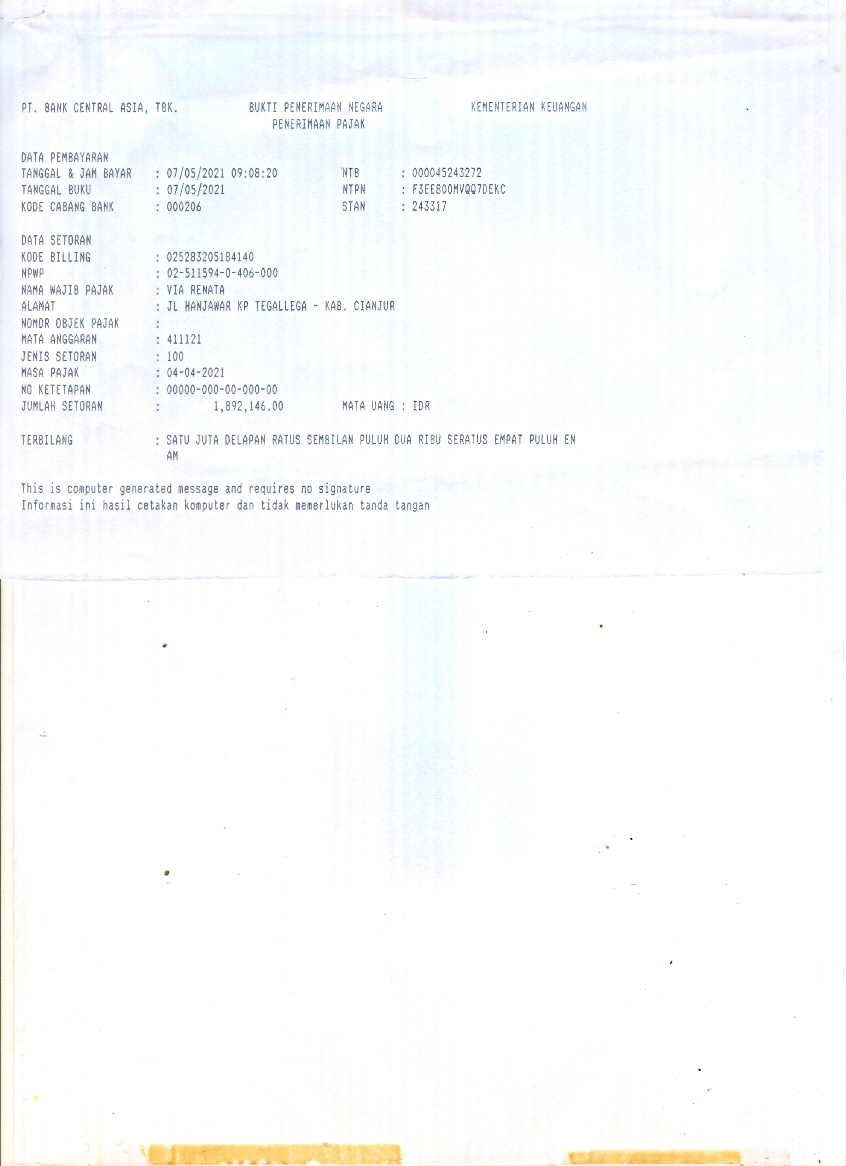 PT. BANK CENTRAL ASIA, TBK. BUKTI PENERIMAAN NEGARA KEMENTERIAN KEUANGAN
PENERIMAAN PAJAK
DATA PEMBAYARAN
TANGGAL & JAM BAYAR : 07/05/2021 09:08:20 NTB : 000045243272
TANGGAL BUKU : 07/05/2021 NTPN : F3EE800MVQQ7DEKC
KODE CABANG BANK : 000206 STAN : 243317
DATA SETORAN
KODE BILLING : 025283205184140
NPWP : 02-511594-0-406-000
NAMA WAJIB PAJAK : VIA RENATA
ALAMAT : JL HANJAWAR KP TEGALLEGA - KAB. CIANJUR
NOMOR OBJEK PAJAK :
MATA ANGGARAN : 411121
JENIS SETORAN : 100
MASA PAJAK : 04-04-2021
NO KETETAPAN : 00000-000-00-000-00
JUMLAH SETORAN : 1,892,146.00 MATA UANG : IDR
TERBILANG : SATU JUTA DELAPAN RATUS SEMBILAN PULUH DUA RIBU SERATUS EMPAT PULUH EN
AM
This is computer generated message and requires no signature
Informasi ini hasil cetakan komputer dan tidak memerlukan tanda tangan